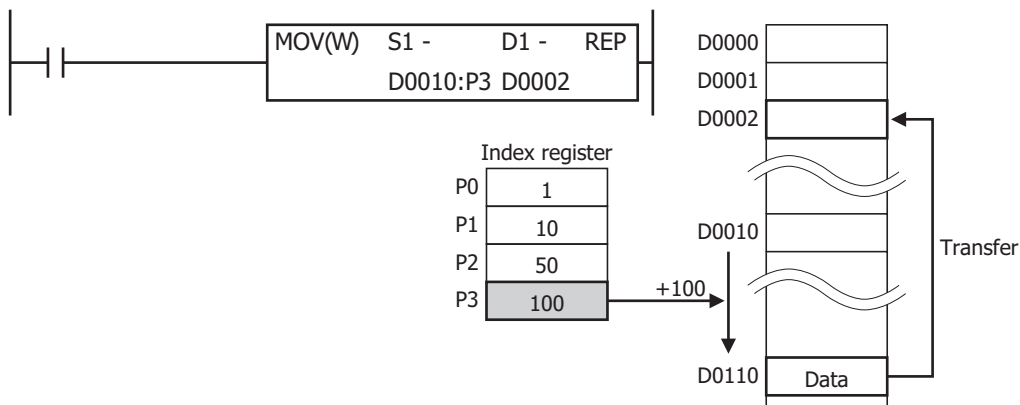 MOV(W) S1 - D1 - REP
D0010:P3 D0002
D0000
D0001
D0002
Index register
P0 1
P1 10
P2 50
P3 100
+100
D0010
Transfer
D0110 Data